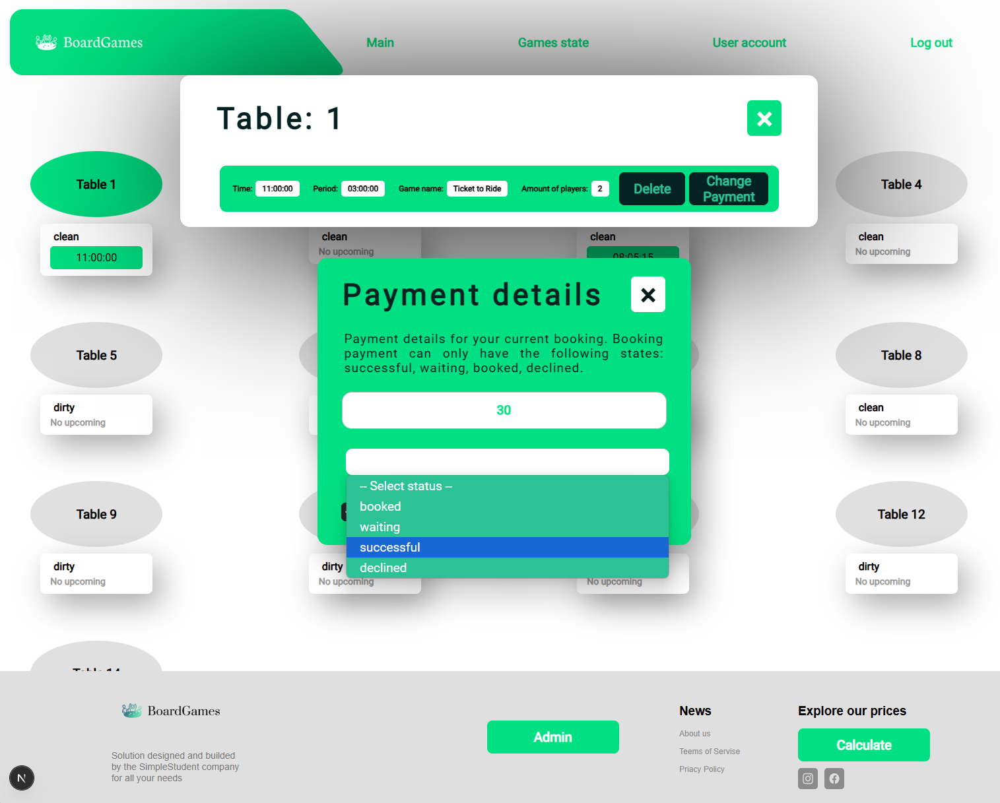 BoardGames
Main
Games state
User account
Log out
Table: 1
Time: 11:00:00 Period: 03:00:00 Game name: Ticket to Ride Amount of players: 2
Delete
Change
Payment
Table 1
clean
11:00:00
clean
No upcoming
clean
08:05:15
Table 4
clean
No upcoming
Payment details
Payment details for your current booking. Booking
payment can only have the following states:
successful, waiting, booked, declined.
30
-- Select status --
booked
waiting
successful
declined
Table 5
dirty
No upcoming
Table 8
clean
No upcoming
Table 9
dirty
No upcoming
dirty
No upcoming
No upcoming
Table 12
dirty
No upcoming
Table 14
BoardGames
Solution designed and builded
by the SimpleStudent company
for all your needs
Admin
News
About us
Teems of Servise
Priacy Policy
Explore our prices
Calculate
N